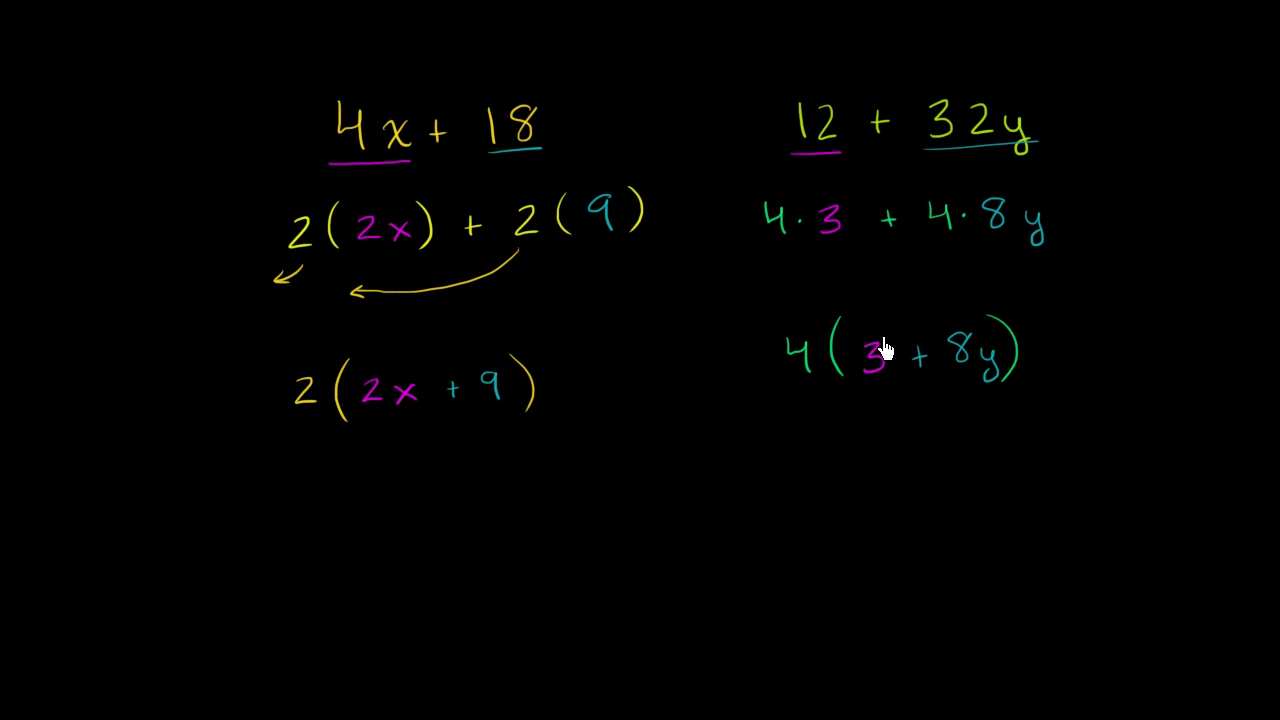 4x + 18
2(2x) + 2(9)
2(2x + 9)
12 + 32y
4·3 + 4·8y
4(3 + 8y)